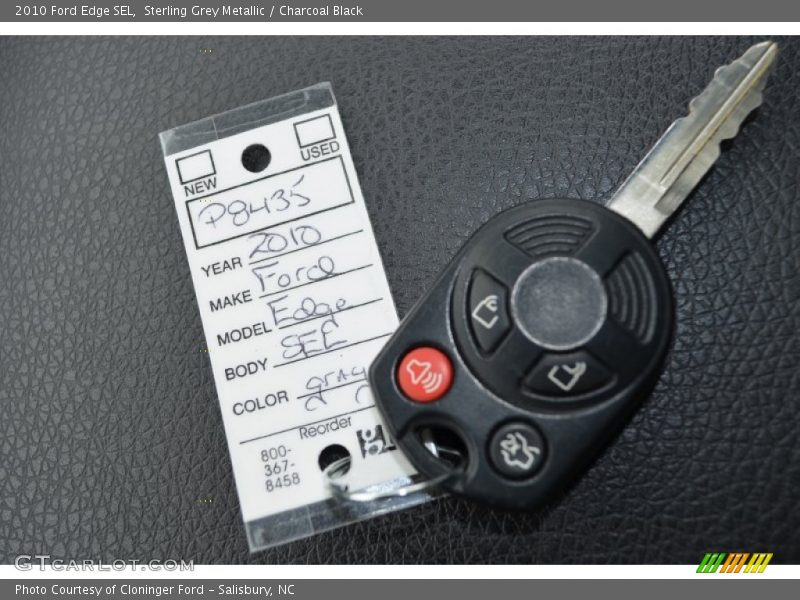 2010 Ford Edge SEL, Sterling Grey Metallic / Charcoal Black
NEW
USED
P8435
YEAR 2010
MAKE Ford
MODEL Edge
BODY SEL
COLOR gray
Reorder
800-
367-
8458
GTcarlot.com
Photo Courtesy of Cloninger Ford – Salisbury, NC